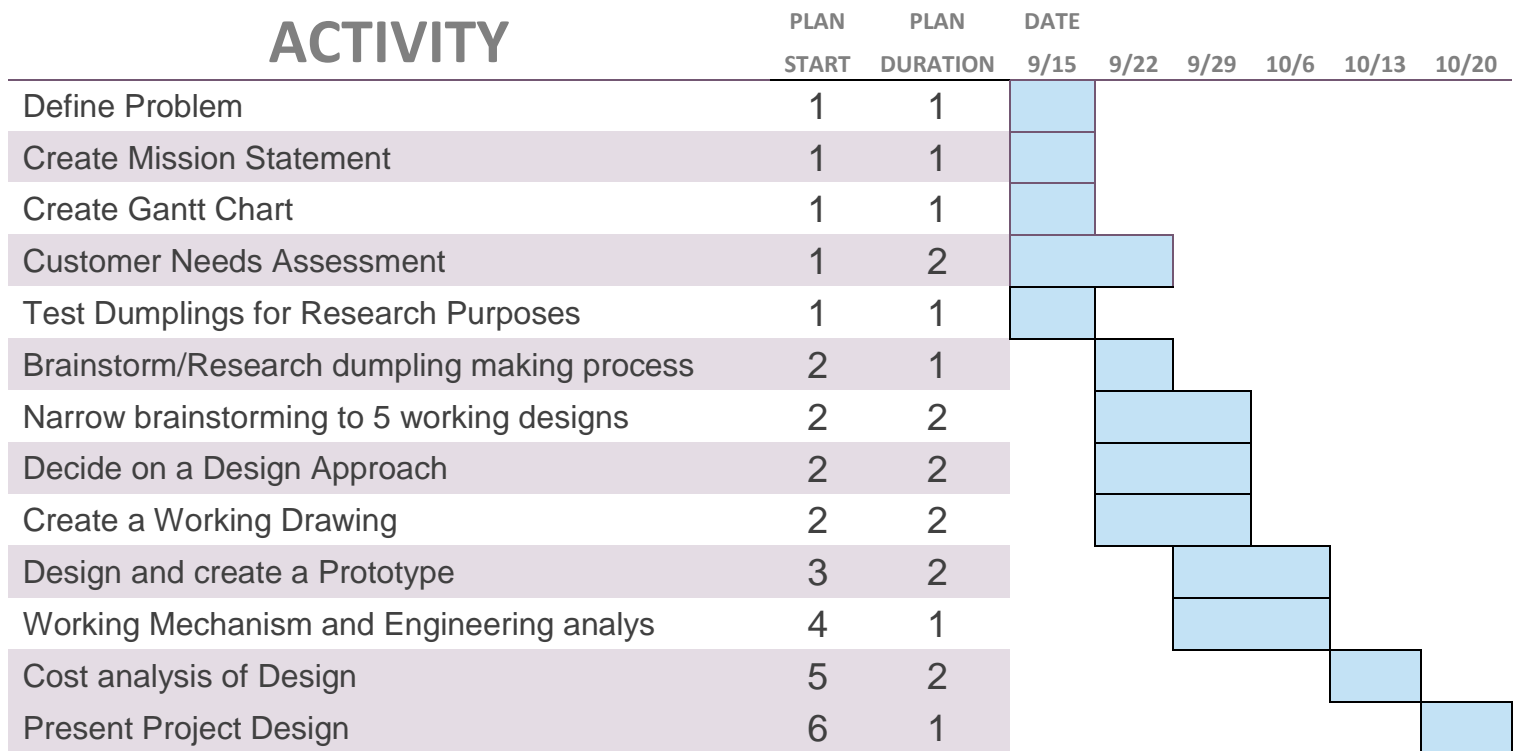 ACTIVITY PLAN PLAN DATE
START DURATION 9/15 9/22 9/29 10/6 10/13 10/20
Define Problem 1 1
Create Mission Statement 1 1
Create Gantt Chart 1 1
Customer Needs Assessment 1 2
Test Dumplings for Research Purposes 1 1
Brainstorm/Research dumpling making process 2 1
Narrow brainstorming to 5 working designs 2 2
Decide on a Design Approach 2 2
Create a Working Drawing 2 2
Design and create a Prototype 3 2
Working Mechanism and Engineering analys 4 1
Cost analysis of Design 5 2
Present Project Design 6 1